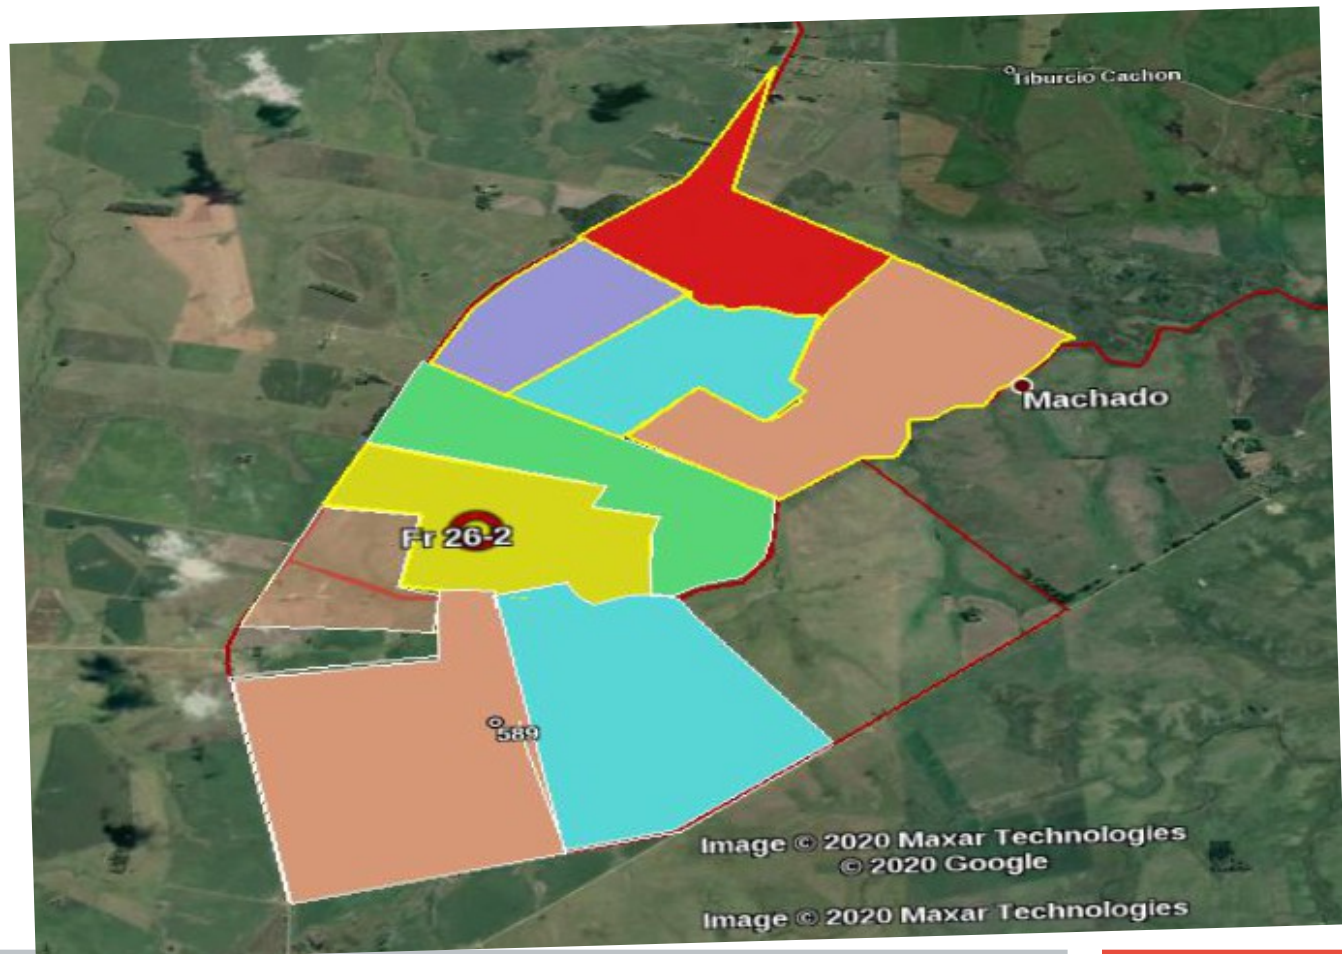 Tiburcio Cachon
Machado
Fr 26-2
589
Image © 2020 Maxar Technologies
© 2020 Google
Image © 2020 Maxar Technologies